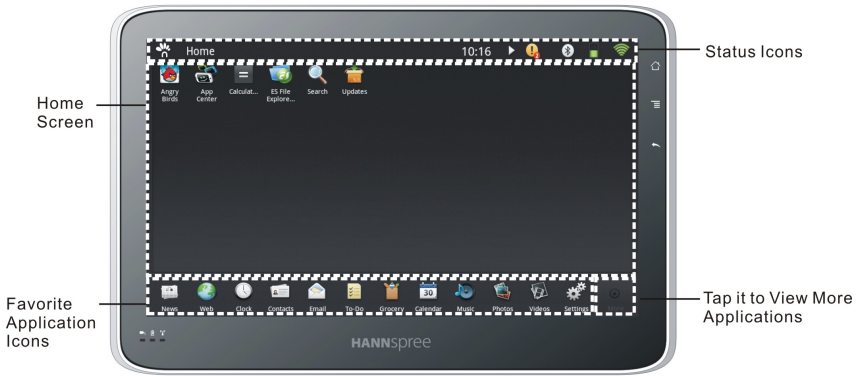 Home
10:16
Status Icons
Angry Birds
App Center
Calculat...
ES File Explore...
Search
Updates
Home
Screen
News
Web
Clock
Contacts
Email
To-Do
Grocery
30
Calendar
Music
Photos
Videos
Settings
Favorite
Application
Icons
Tap it to View More
Applications
HANNspree